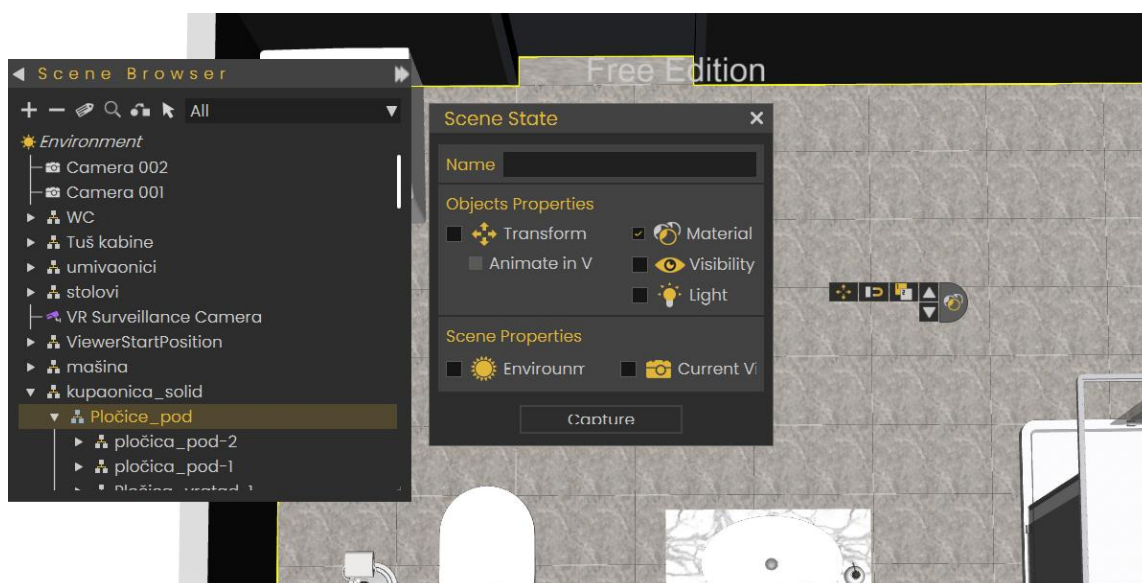 Free Edition
Scene Browser
All
Environment
Camera 002
Camera 001
WC
Tuš kabine
umivaonici
stolovi
VR Surveillance Camera
ViewerStartPosition
mašina
kupaonica_solid
Pločice_pod
pločica_pod-2
pločica_pod-1
Scene State
Name
Objects Properties
Transform
Material
Animate in V
Visibility
Light
Scene Properties
Envirounm
Current Vi
Capture